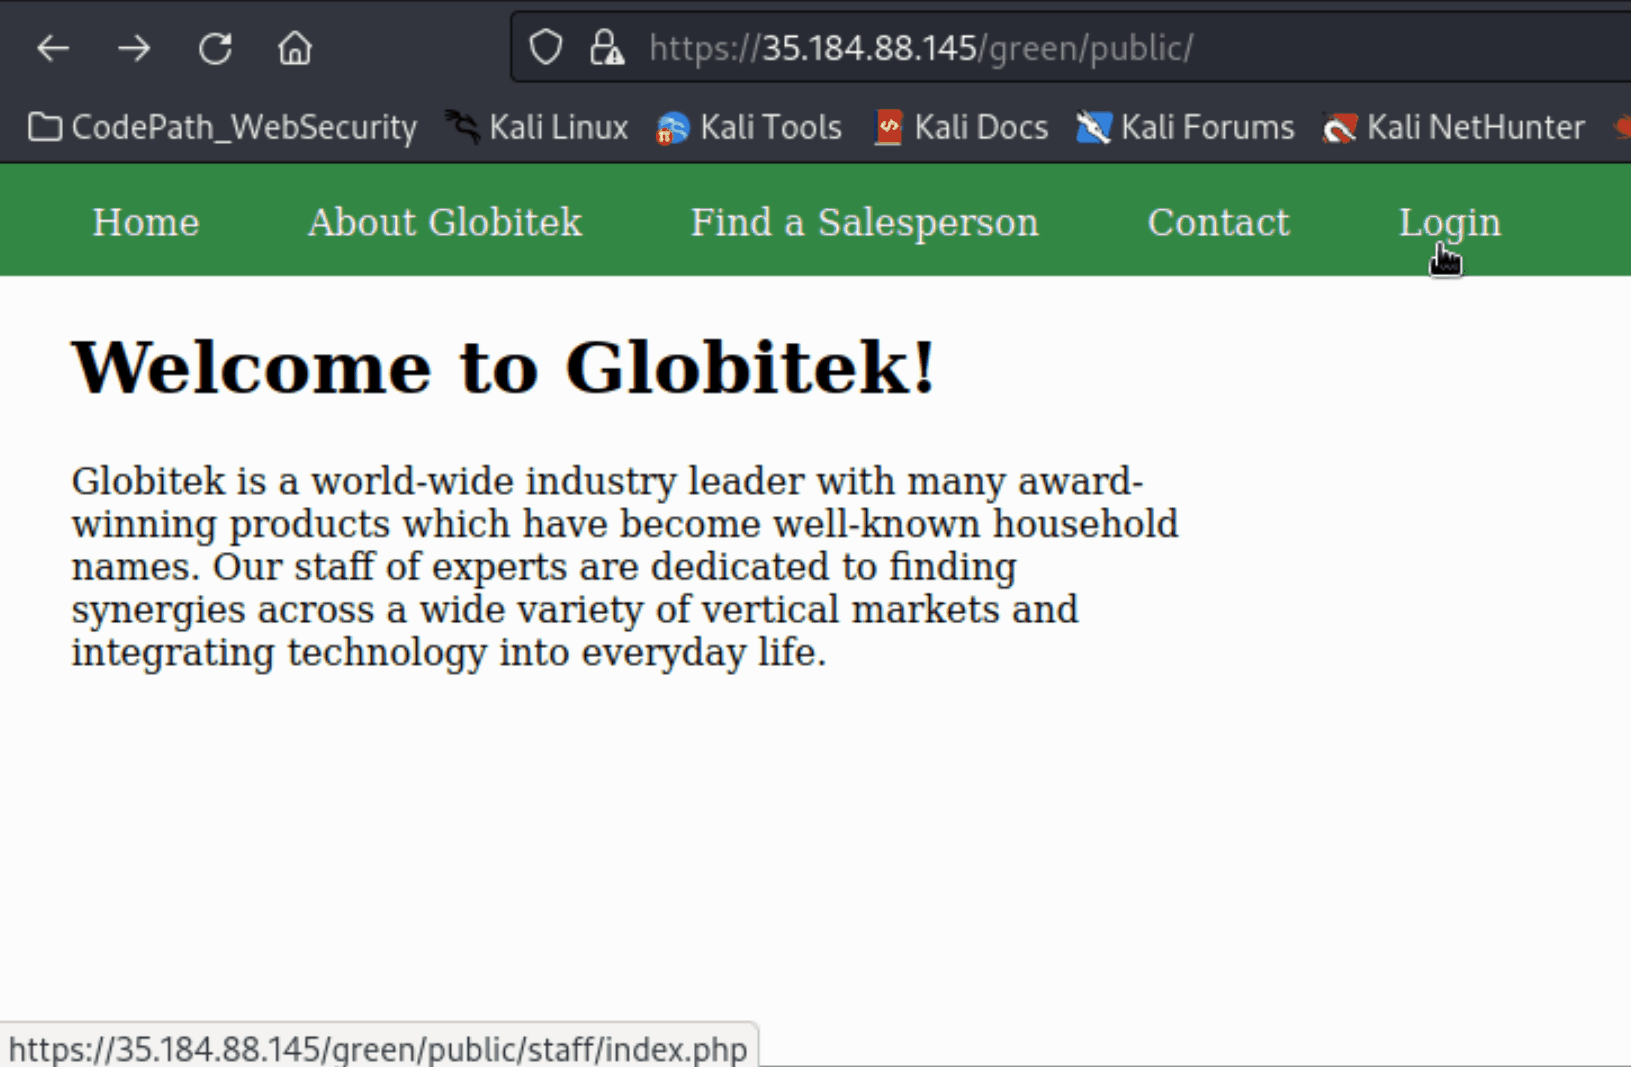 https://35.184.88.145/green/public/
CodePath_WebSecurity Kali Linux Kali Tools Kali Docs Kali Forums Kali NetHunter
Home About Globitek Find a Salesperson Contact Login
Welcome to Globitek!
Globitek is a world-wide industry leader with many award-
winning products which have become well-known household
names. Our staff of experts are dedicated to finding
synergies across a wide variety of vertical markets and
integrating technology into everyday life.
https://35.184.88.145/green/public/staff/index.php